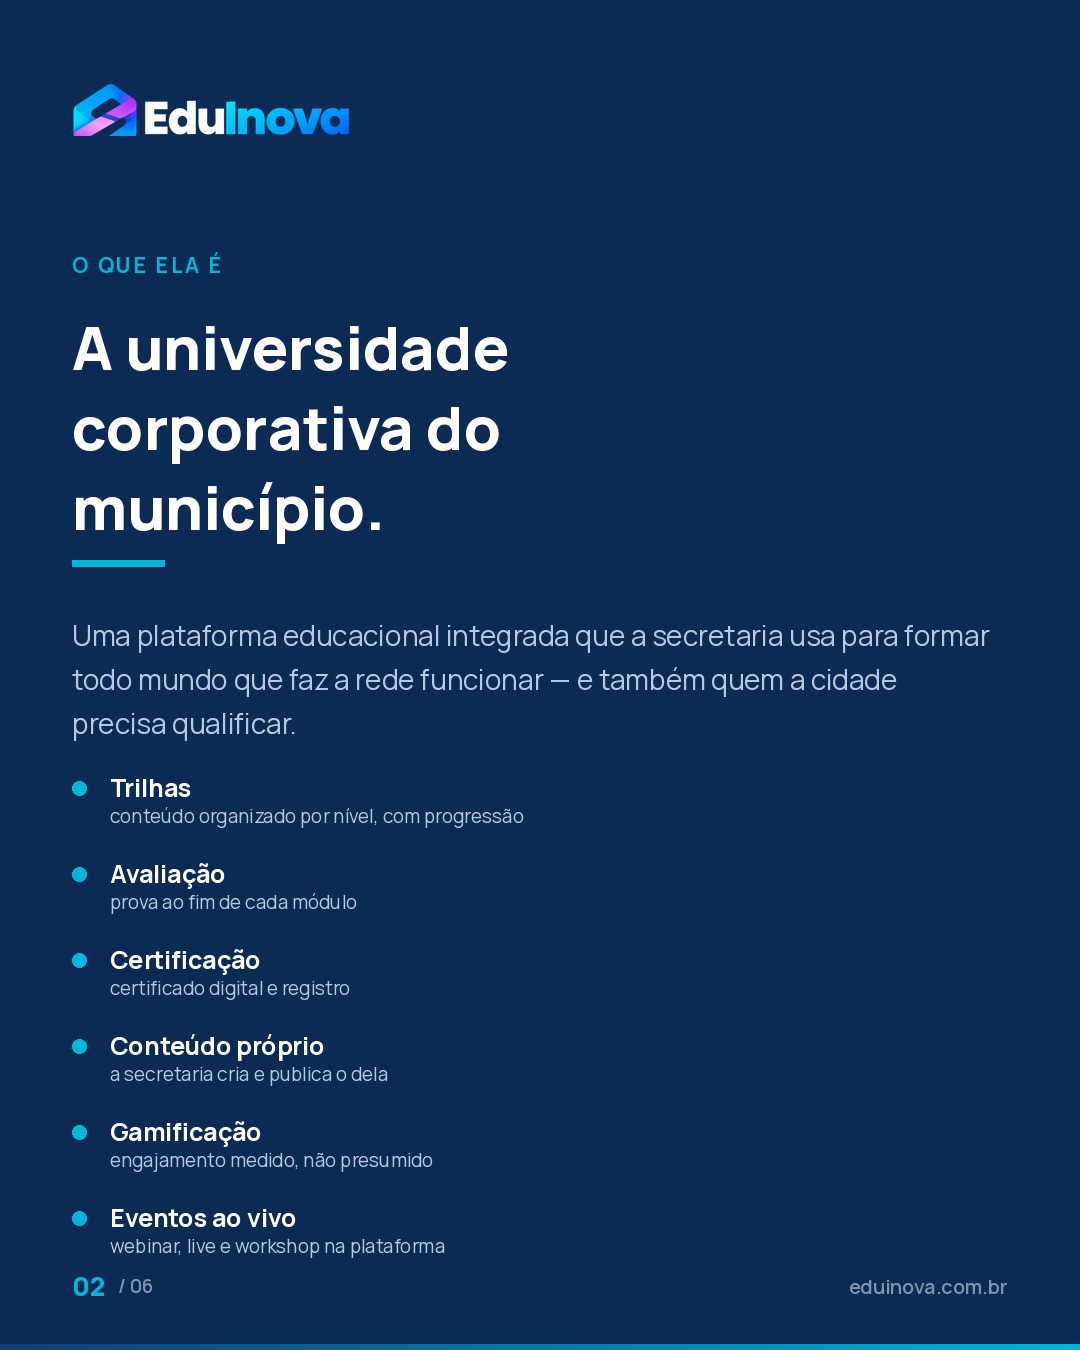 EduInova
O QUE ELA É
A universidade
corporativa do
município.
Uma plataforma educacional integrada que a secretaria usa para formar
todo mundo que faz a rede funcionar — e também quem a cidade
precisa qualificar.
Trilhas
conteúdo organizado por nível, com progressão
Avaliação
prova ao fim de cada módulo
Certificação
certificado digital e registro
Conteúdo próprio
a secretaria cria e publica o dela
Gamificação
engajamento medido, não presumido
Eventos ao vivo
webinar, live e workshop na plataforma
02 / 06
eduinova.com.br